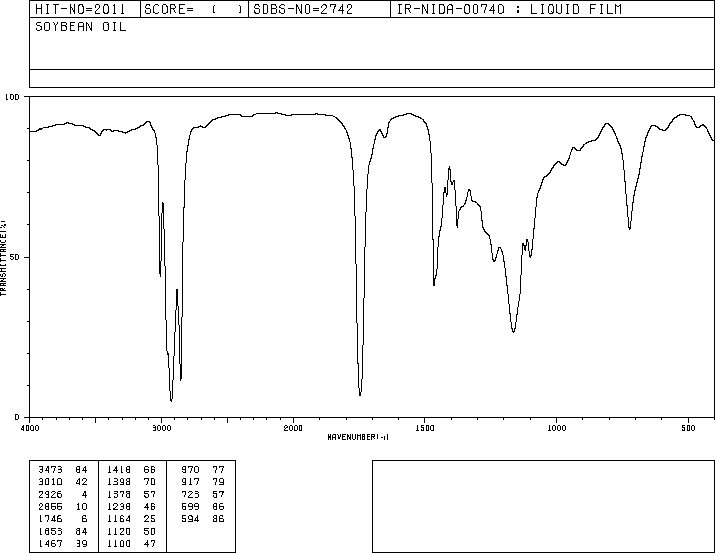 HIT-NO=2011 SCORE= ( ) SDBS-NO=2742 IR-NIDA-00740 : LIQUID FILM
SOYBEAN OIL
100
50
0
TRANSMITTANCE(%)
4000 3000 2000 1500 1000 500
WAVENUMBER(-1)
3473 84 1418 66 970 77
3010 42 1398 70 917 79
2926 4 1378 57 723 57
2855 10 1238 46 599 86
1746 6 1164 25 594 86
1653 84 1120 50
1467 39 1100 47